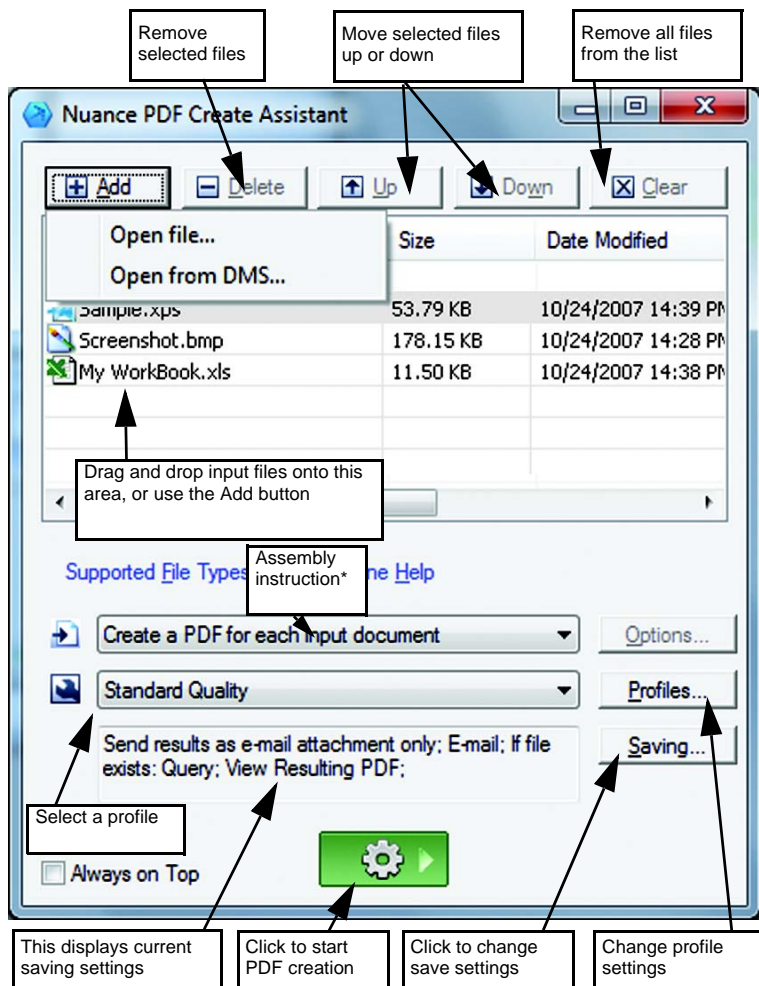 Remove
selected files
Move selected files
up or down
Remove all files
from the list
Nuance PDF Create Assistant
Add
Delete
Up
Down
Clear
Open file...
Open from DMS...
Size
Date Modified
Sample.xps
53.79 KB
10/24/2007 14:39 PM
Screenshot.bmp
178.15 KB
10/24/2007 14:28 PM
My WorkBook.xls
11.50 KB
10/24/2007 14:38 PM
Drag and drop input files onto this
area, or use the Add button
Supported File Types
Help
Assembly
instruction*
Create a PDF for each input document
Options...
Standard Quality
Profiles...
Send results as e-mail attachment only; E-mail; If file
exists: Query; View Resulting PDF;
Saving...
Select a profile
Always on Top
This displays current
saving settings
Click to start
PDF creation
Click to change
save settings
Change profile
settings